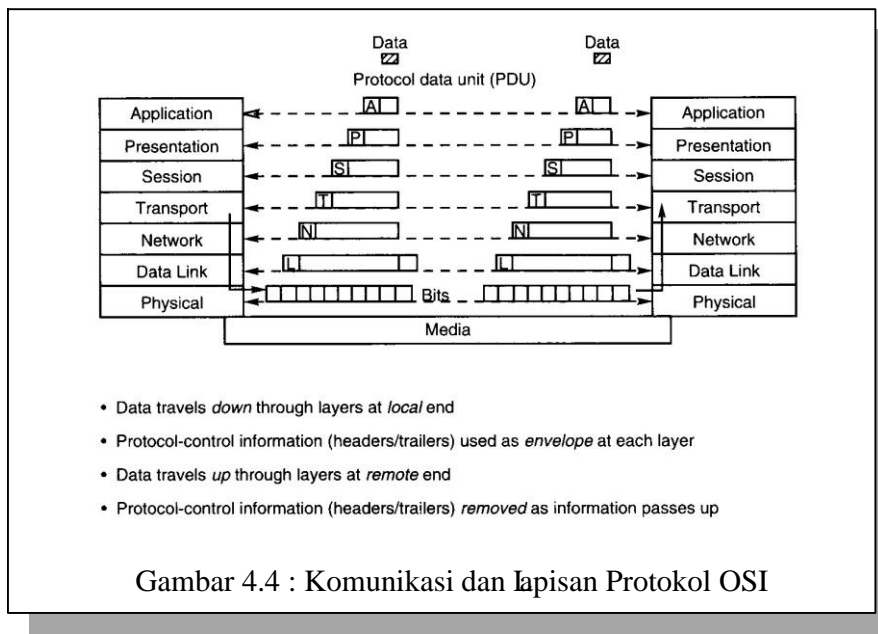 Data Data
Protocol data unit (PDU)
Application A A Application
Presentation P P Presentation
Session S S Session
Transport T T Transport
Network N N Network
Data Link L L Data Link
Physical Bits Physical
Media
• Data travels down through layers at local end
• Protocol-control information (headers/trailers) used as envelope at each layer
• Data travels up through layers at remote end
• Protocol-control information (headers/trailers) removed as information passes up
Gambar 4.4 : Komunikasi dan lapisan Protokol OSI